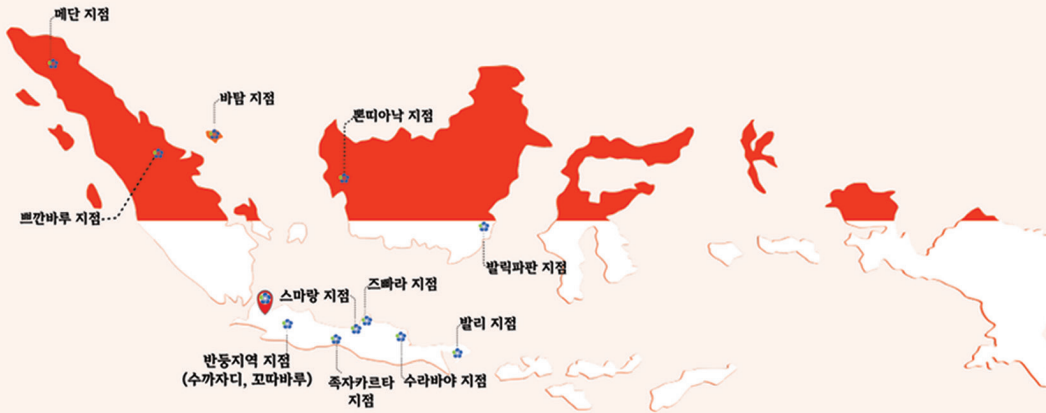 메단 지점
바탐 지점
뽄띠아낙 지점
쁘깐바루 지점
발릭파판 지점
즈빠라 지점
스마랑 지점
발리 지점
반둥지역 지점
(수까자디, 꼬따바루)
족자카르타
지점
수라바야 지점